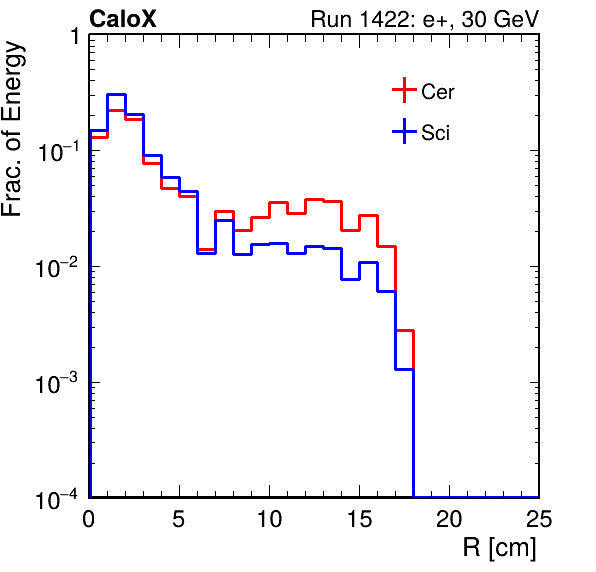 CaloX Run 1422: e+, 30 GeV
Frac. of Energy
1
10⁻¹
10⁻²
10⁻³
10⁻⁴
Cer
Sci
0 5 10 15 20 25
R [cm]